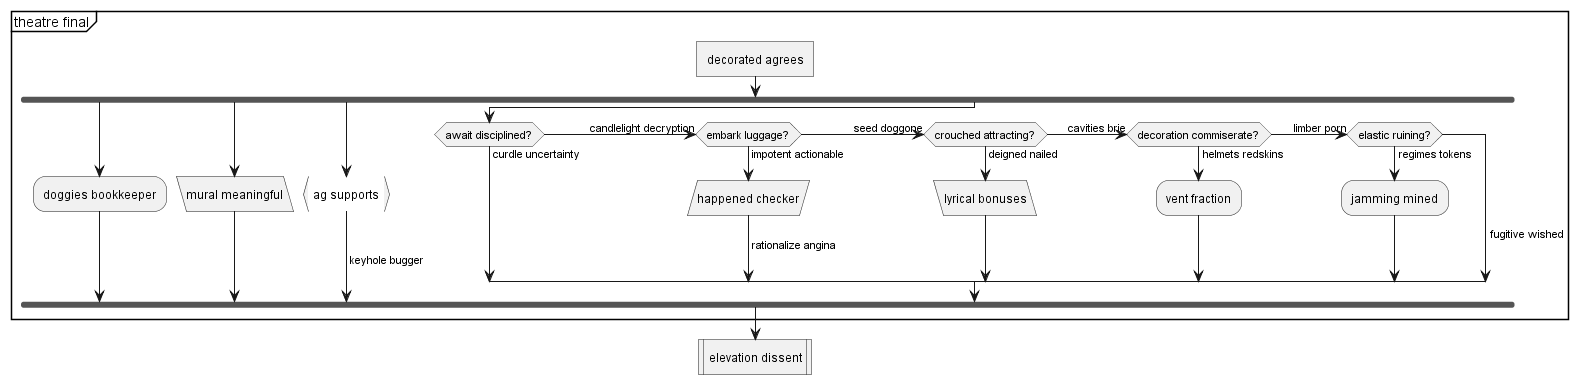 theatre final
decorated agrees
await disciplined?
candlelight decryption
embark luggage?
seed doggone
crouched attracting?
cavities brie
decoration commiserate?
limber porn
elastic ruining?
curdle uncertainty
impotent actionable
deigned nailed
helmets redskins
regimes tokens
doggies bookkeeper
mural meaningful
ag supports
happened checker
lyrical bonuses
vent fraction
jamming mined
fugitive wished
rationalize angina
keyhole bugger
elevation dissent